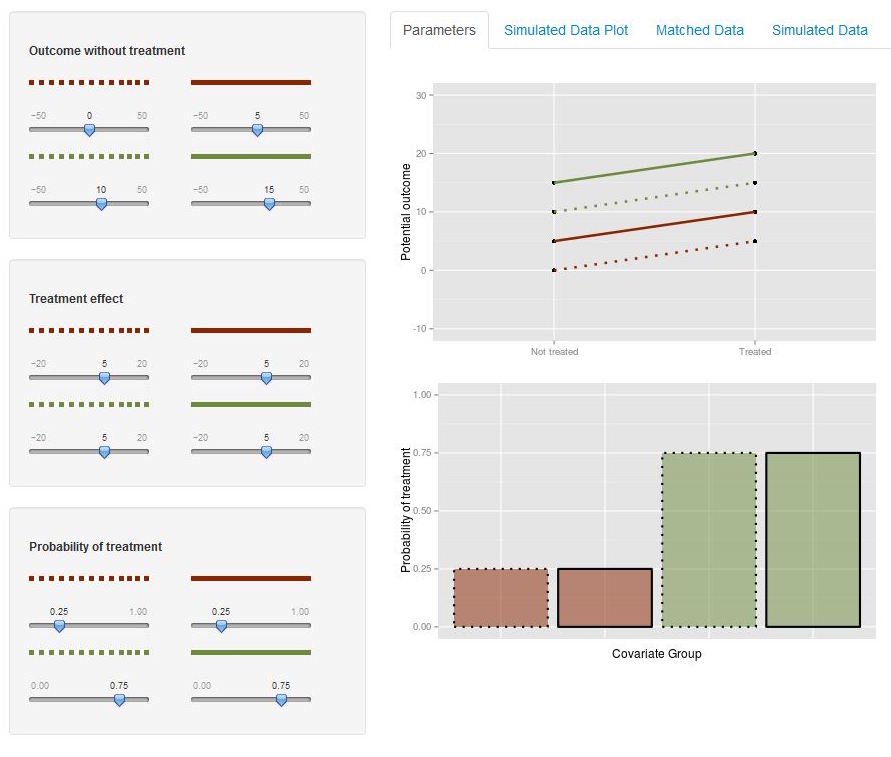 Outcome without treatment
−50 0 50 −50 5 50
−50 10 50 −50 15 50
Treatment effect
−20 5 20 −20 5 20
−20 5 20 −20 5 20
Probability of treatment
0.25 1.00 0.25 1.00
0.00 0.75 0.00 0.75
Parameters Simulated Data Plot Matched Data Simulated Data
Potential outcome
30
20
10
0
-10
Not treated Treated
Probability of treatment
1.00
0.75
0.50
0.25
0.00
Covariate Group